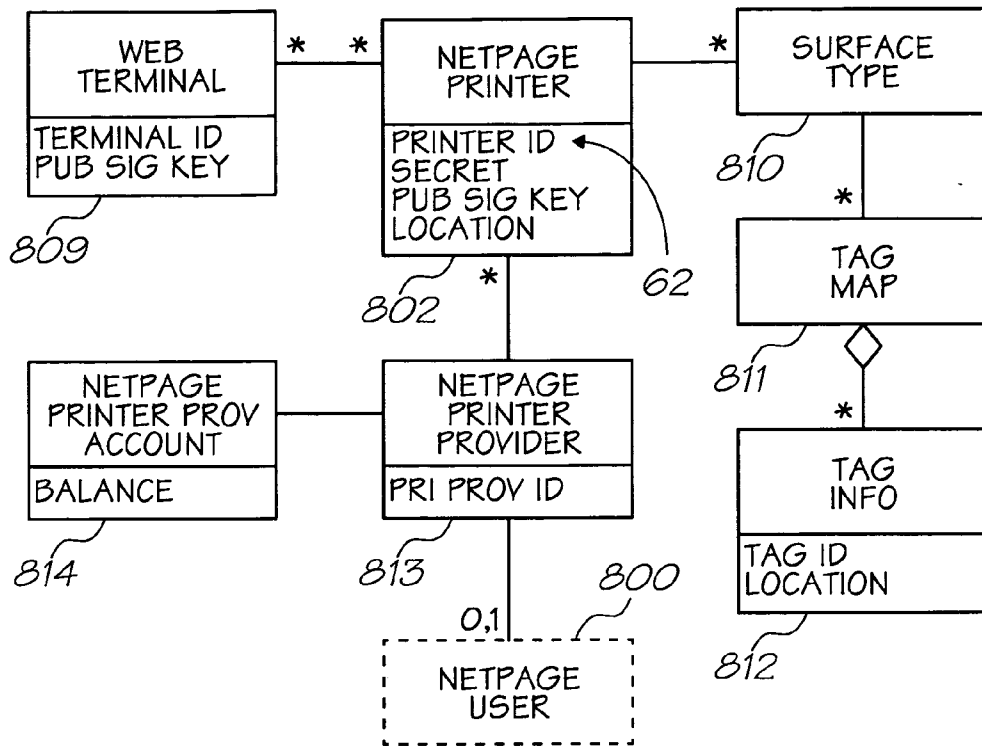 WEB
TERMINAL
TERMINAL ID
PUB SIG KEY
809
*
*
NETPAGE
PRINTER
PRINTER ID
SECRET
PUB SIG KEY
LOCATION
802
62
*
*
SURFACE
TYPE
810
*
TAG
MAP
811
*
TAG
INFO
TAG ID
LOCATION
812
NETPAGE
PRINTER PROV
ACCOUNT
BALANCE
814
NETPAGE
PRINTER
PROVIDER
PRI PROV ID
813
0,1
800
NETPAGE
USER